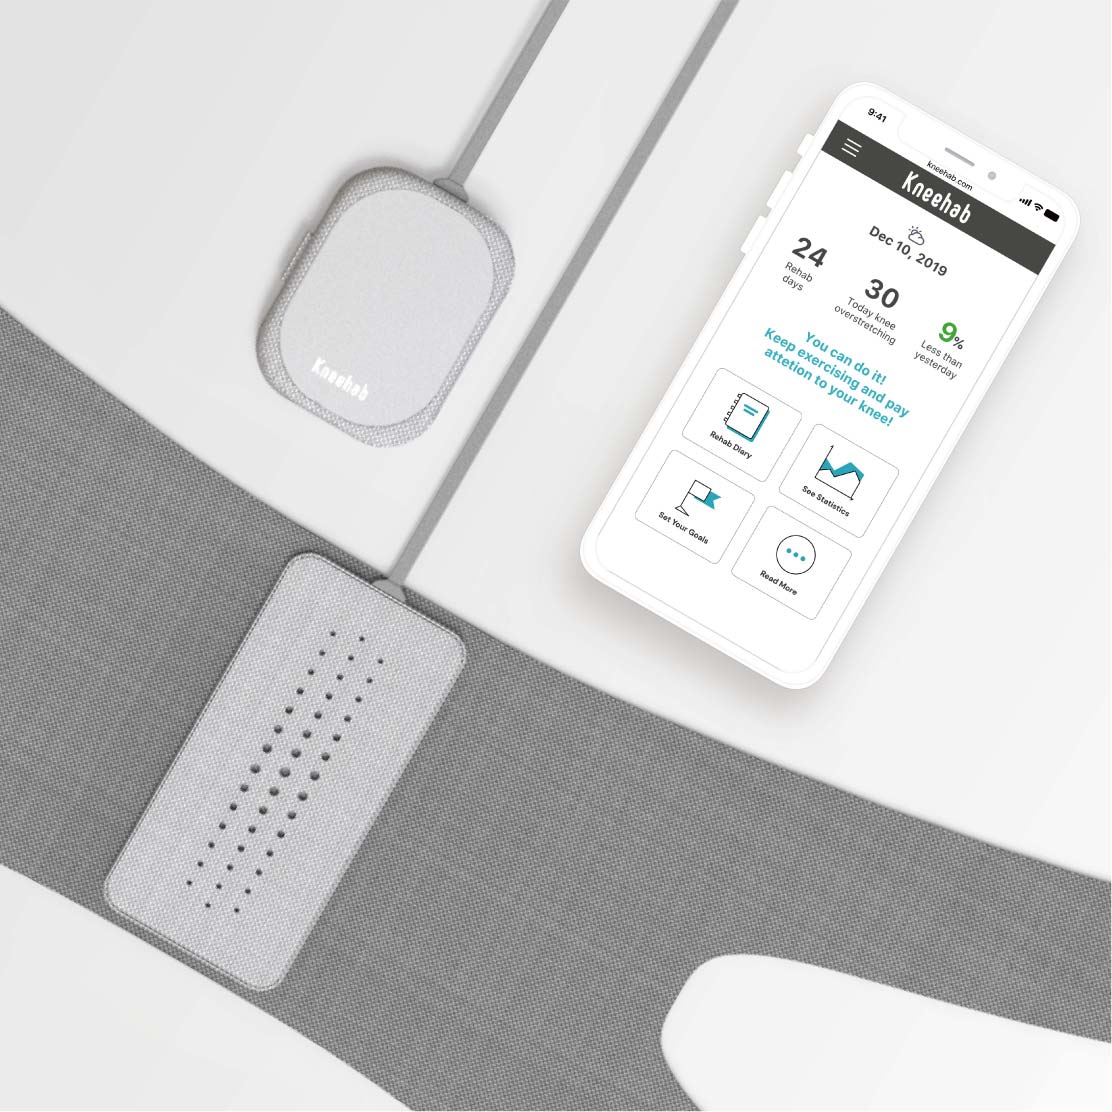 Kneehab
9:41
kneehab.com
Kneehab
Dec 10, 2019
24
Rehab
days
30
Today knee
overstretching
9%
Less than
yesterday
You can do it!
Keep exercising and pay
attetion to your knee!
Rehab Diary
See Statistics
Set Your Goals
Read More